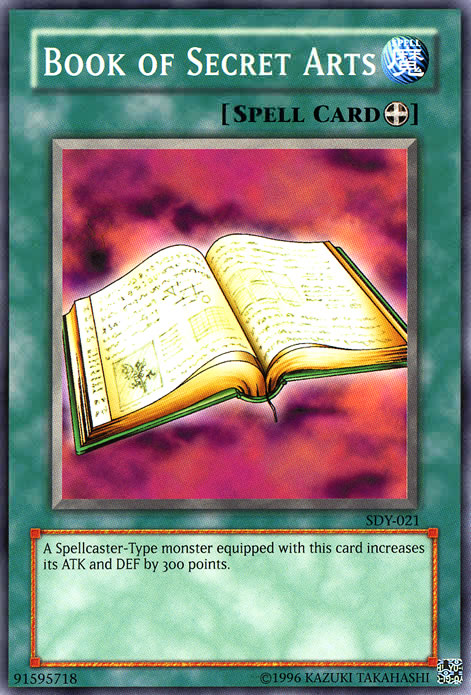 Book of Secret Arts
SPELL
魔
[Spell Card]
SDY-021
A Spellcaster-Type monster equipped with this card increases
its ATK and DEF by 300 points.
91595718
©1996 KAZUKI TAKAHASHI